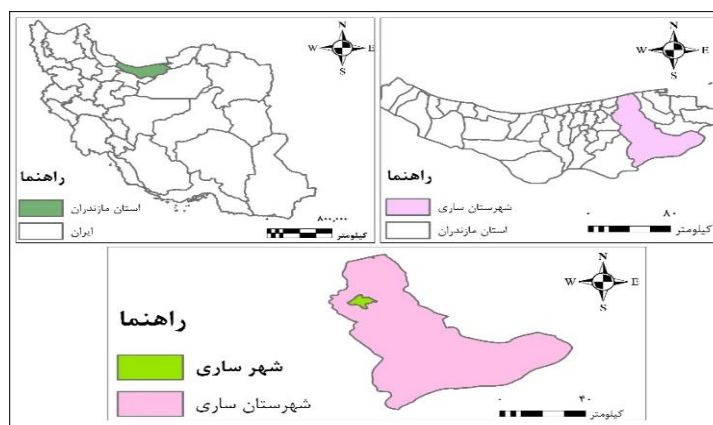 N
W E
S
راهنما
استان مازندران
ایران
۸۰۰,۰۰۰
کیلومتر
N
W E
S
راهنما
شهرستان ساری
استان مازندران
۰ ۸۰
کیلومتر
N
W E
S
راهنما
شهر ساری
شهرستان ساری
۰ ۴۰
کیلومتر